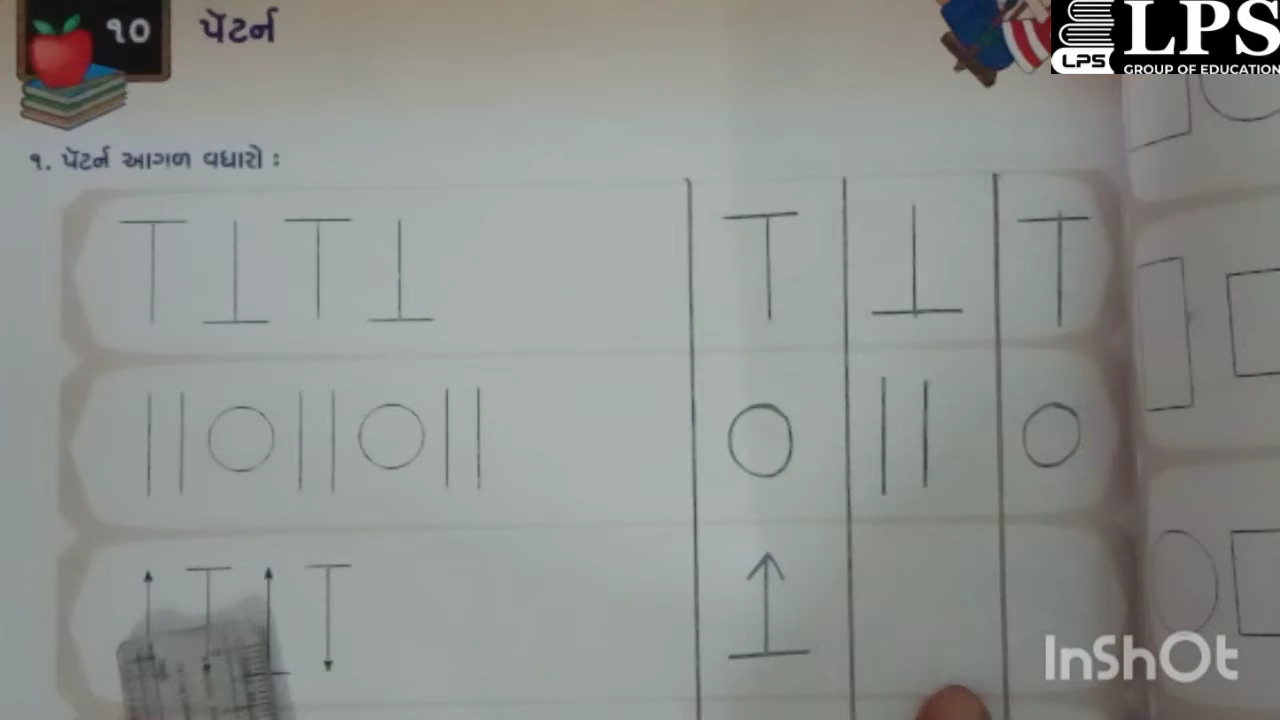 ૧૦ પૅટર્ન
LPS
LPS
GROUP OF EDUCATION
૧. પૅટર્ન આગળ વધારો :
InShOt